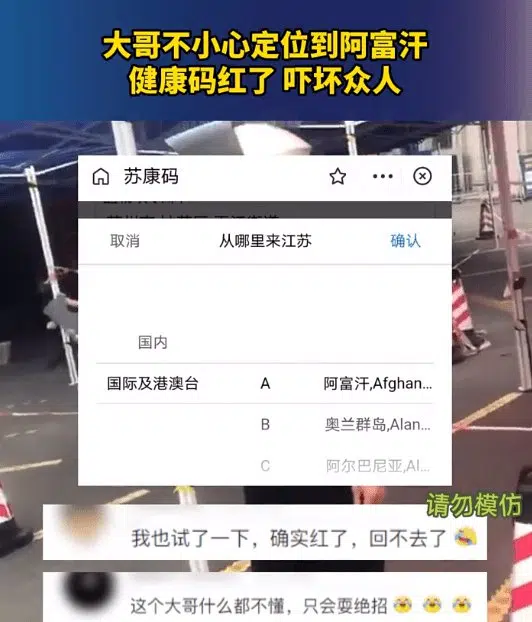 大哥不小心定位到阿富汗
健康码红了 吓坏众人
苏康码
取消
从哪里来江苏
确认
国内
国际及港澳台
A
阿富汗,Afghan...
B
奥兰群岛,Alan...
C
阿尔巴尼亚,Al...
请勿模仿
我也试了一下，确实红了，回不去了
这个大哥什么都不懂，只会耍绝招